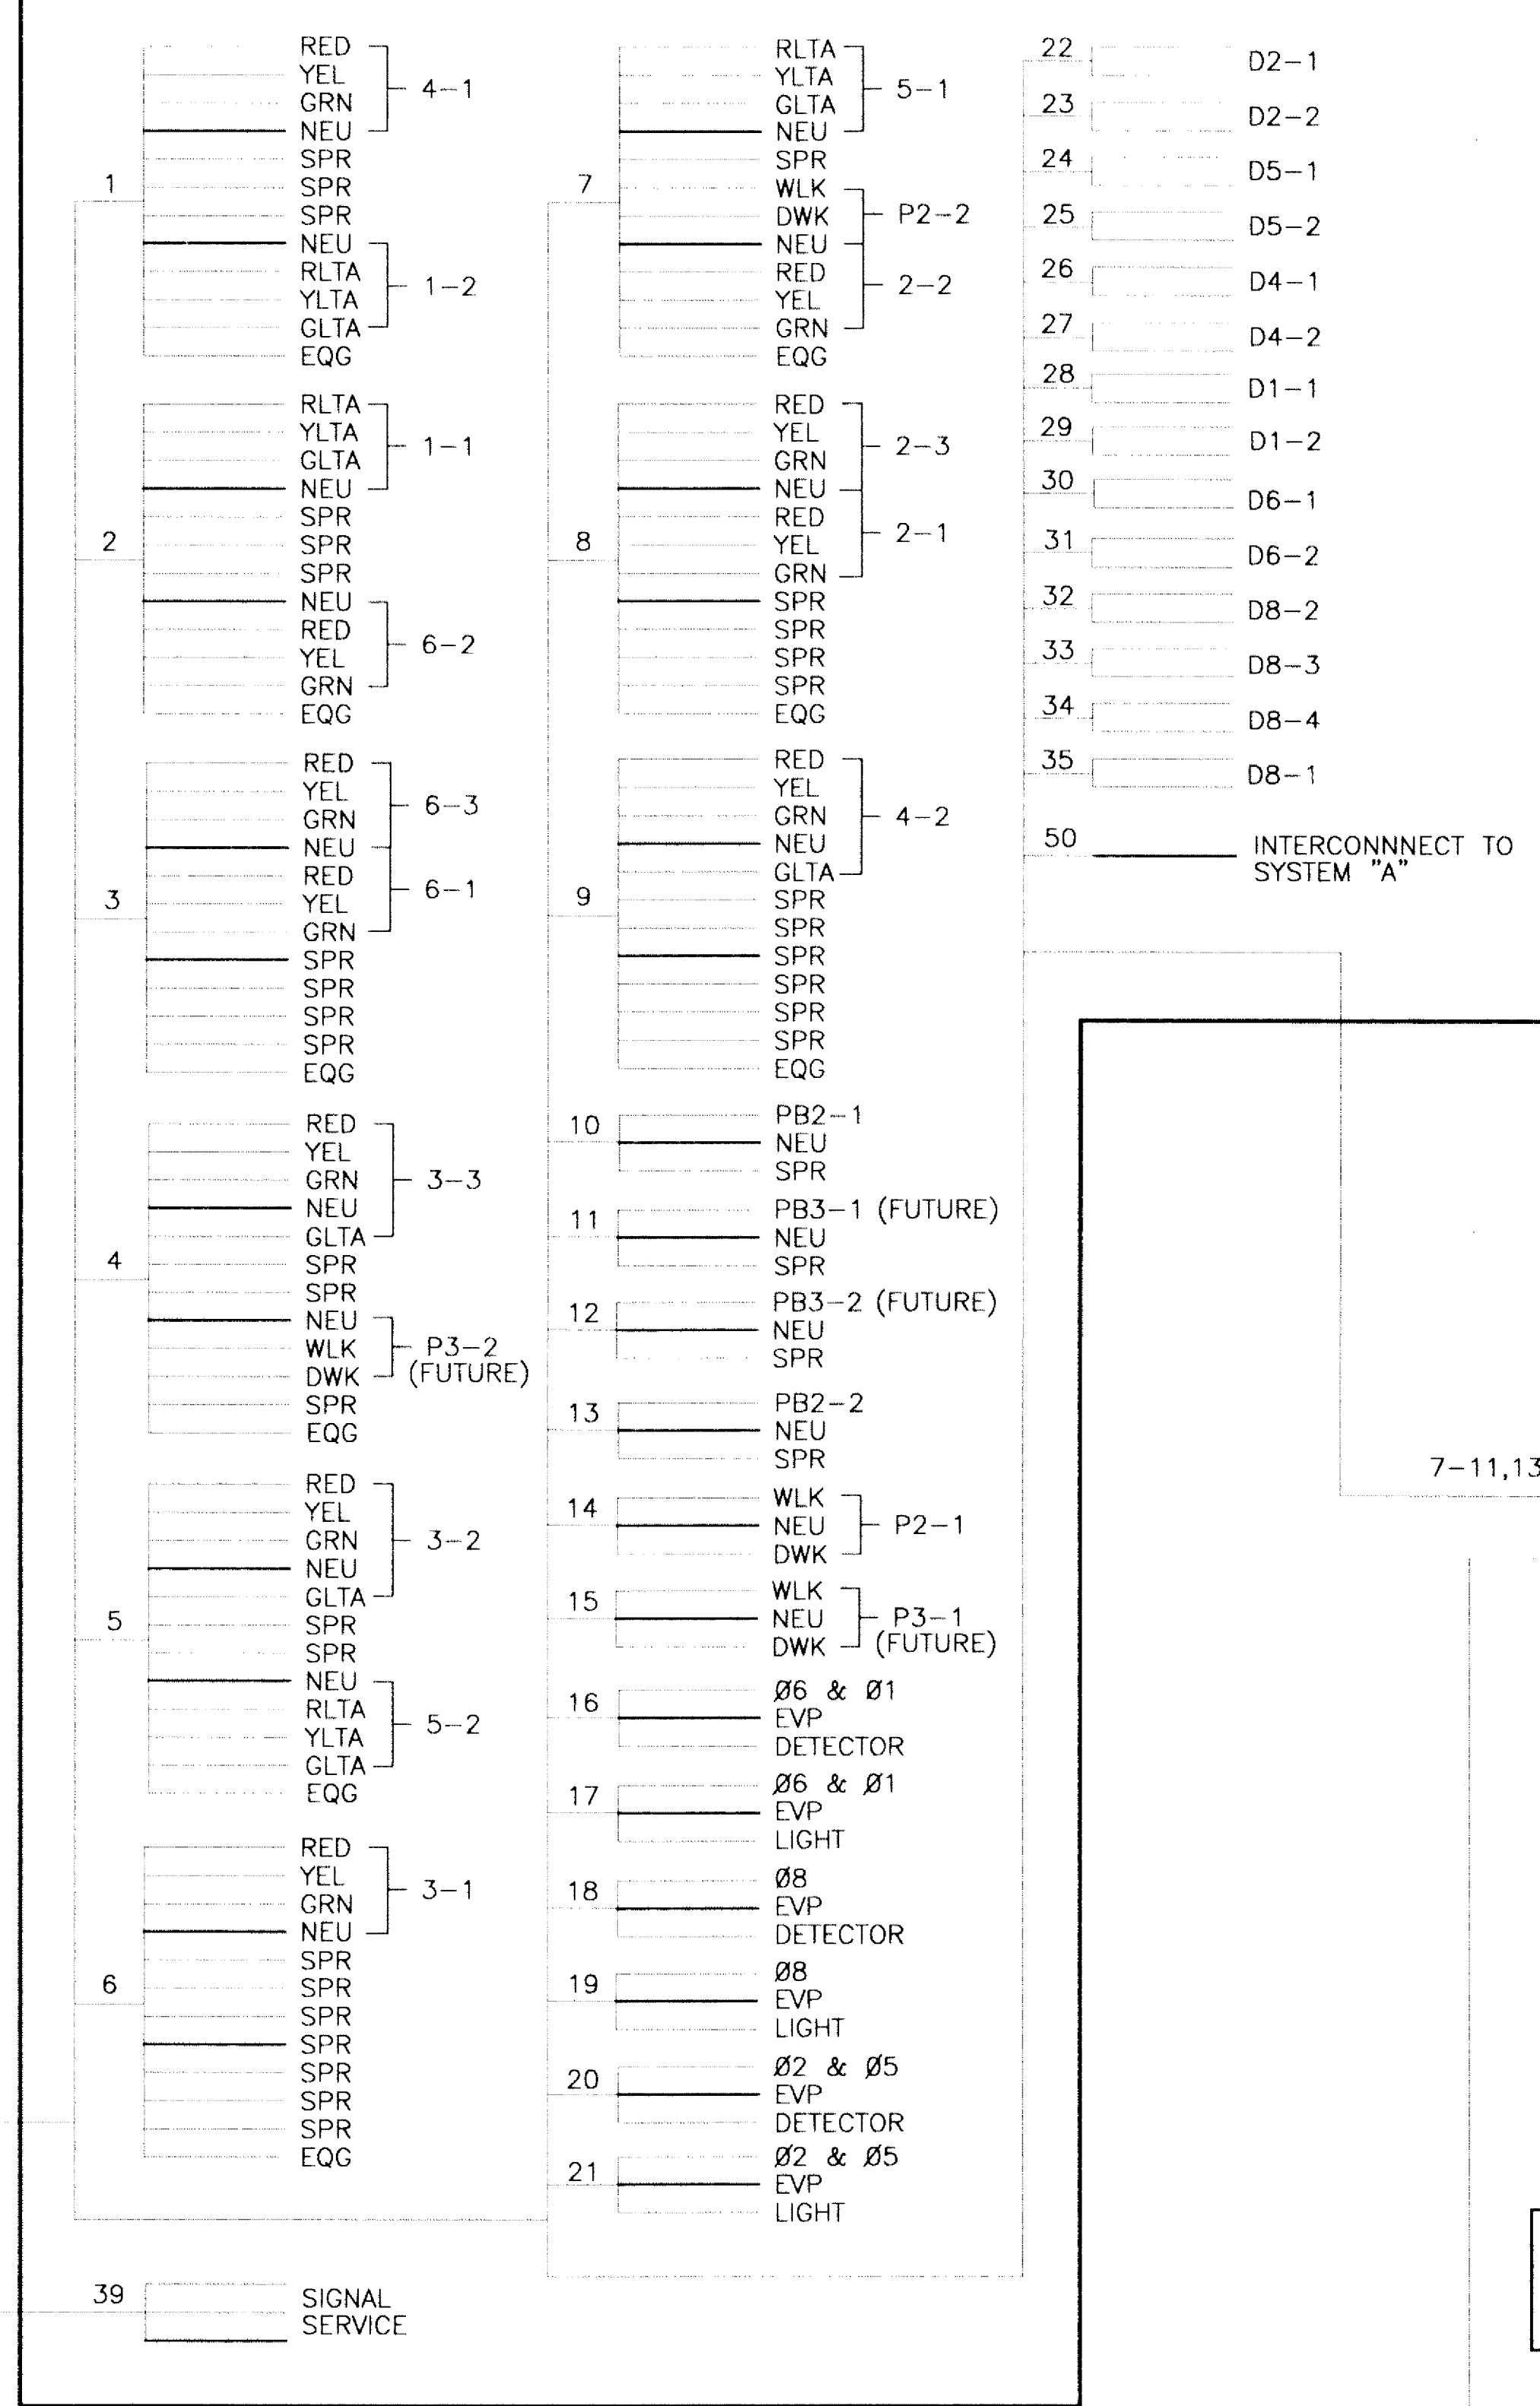 1
RED
YEL
GRN
NEU
4-1
SPR
SPR
SPR
NEU
RLTA
YLTA
GLTA
1-2
EQG
2
RLTA
YLTA
GLTA
NEU
1-1
SPR
SPR
SPR
NEU
RED
YEL
GRN
6-2
EQG
3
RED
YEL
GRN
NEU
6-3
RED
YEL
GRN
6-1
SPR
SPR
SPR
SPR
EQG
4
RED
YEL
GRN
NEU
GLTA
3-3
SPR
SPR
NEU
WLK
DWK
P3-2
(FUTURE)
SPR
EQG
5
RED
YEL
GRN
NEU
GLTA
3-2
SPR
SPR
NEU
RLTA
YLTA
GLTA
5-2
EQG
6
RED
YEL
GRN
NEU
3-1
SPR
SPR
SPR
SPR
SPR
SPR
SPR
EQG
39
SIGNAL
SERVICE
7
RLTA
YLTA
GLTA
NEU
5-1
SPR
WLK
DWK
NEU
P2-2
RED
YEL
GRN
2-2
EQG
8
RED
YEL
GRN
NEU
2-3
RED
YEL
GRN
2-1
SPR
SPR
SPR
SPR
EQG
9
RED
YEL
GRN
NEU
GLTA
4-2
SPR
SPR
SPR
SPR
SPR
SPR
EQG
10
PB2-1
NEU
SPR
11
PB3-1 (FUTURE)
NEU
SPR
12
PB3-2 (FUTURE)
NEU
SPR
13
PB2-2
NEU
SPR
14
WLK
NEU
DWK
P2-1
15
WLK
NEU
DWK
P3-1
(FUTURE)
16
Ø6 & Ø1
EVP
DETECTOR
17
Ø6 & Ø1
EVP
LIGHT
18
Ø8
EVP
DETECTOR
19
Ø8
EVP
LIGHT
20
Ø2 & Ø5
EVP
DETECTOR
21
Ø2 & Ø5
EVP
LIGHT
22 D2-1
23 D2-2
24 D5-1
25 D5-2
26 D4-1
27 D4-2
28 D1-1
29 D1-2
30 D6-1
31 D6-2
32 D8-2
33 D8-3
34 D8-4
35 D8-1
50 INTERCONNNECT TO
SYSTEM "A"
7-11,13